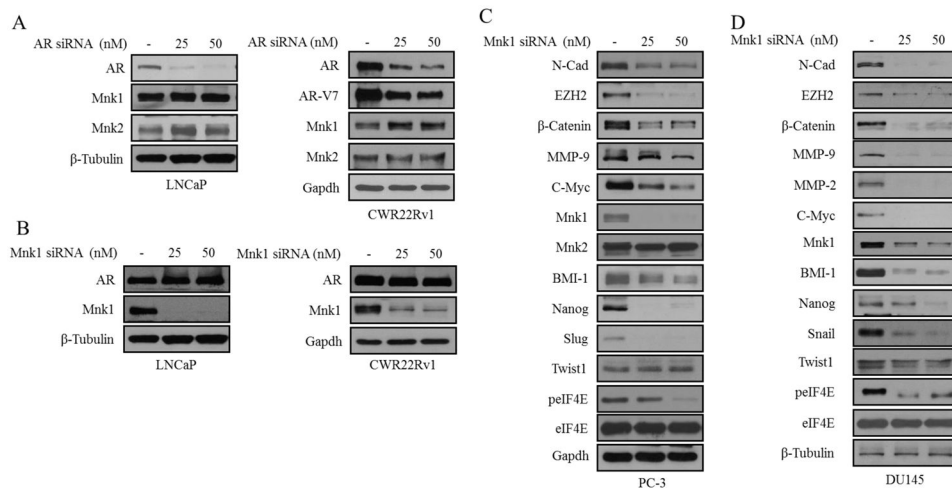 A
AR siRNA (nM) - 25 50
AR
Mnk1
Mnk2
β-Tubulin
LNCaP
AR siRNA (nM) - 25 50
AR
AR-V7
Mnk1
Mnk2
Gapdh
CWR22Rv1
B
Mnk1 siRNA (nM) - 25 50
AR
Mnk1
β-Tubulin
LNCaP
Mnk1 siRNA (nM) - 25 50
AR
Mnk1
Gapdh
CWR22Rv1
C
Mnk1 siRNA (nM) - 25 50
N-Cad
EZH2
β-Catenin
MMP-9
C-Myc
Mnk1
Mnk2
BMI-1
Nanog
Slug
Twist1
peIF4E
eIF4E
Gapdh
PC-3
D
Mnk1 siRNA (nM) - 25 50
N-Cad
EZH2
β-Catenin
MMP-9
MMP-2
C-Myc
Mnk1
BMI-1
Nanog
Snail
Twist1
peIF4E
eIF4E
β-Tubulin
DU145